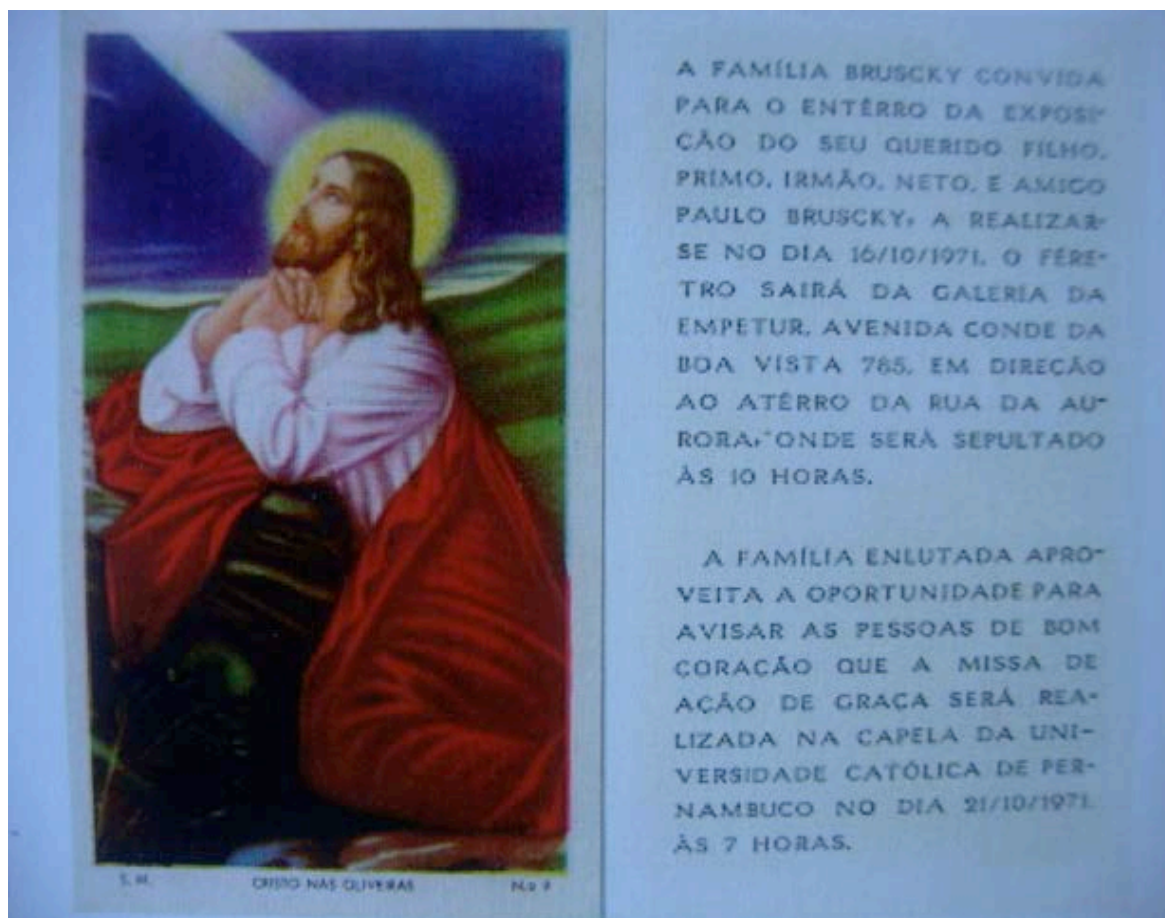 A FAMÍLIA BRUSCKY CONVIDA
PARA O ENTÊRRO DA EXPOSI-
ÇÃO DO SEU QUERIDO FILHO,
PRIMO, IRMÃO, NETO, E AMIGO
PAULO BRUSCKY, A REALIZAR-
SE NO DIA 16/10/1971. O FÉRE-
TRO SAIRÁ DA GALERIA DA
EMPETUR, AVENIDA CONDE DA
BOA VISTA 785, EM DIREÇÃO
AO ATÊRRO DA RUA DA AU-
RORA, ONDE SERÁ SEPULTADO
ÀS 10 HORAS.
A FAMÍLIA ENLUTADA APRO-
VEITA A OPORTUNIDADE PARA
AVISAR AS PESSOAS DE BOM
CORAÇÃO QUE A MISSA DE
AÇÃO DE GRAÇA SERÁ REA-
LIZADA NA CAPELA DA UNI-
VERSIDADE CATÓLICA DE PER-
NAMBUCO NO DIA 21/10/1971.
ÀS 7 HORAS.
S. M. CRISTO NAS OLIVEIRAS